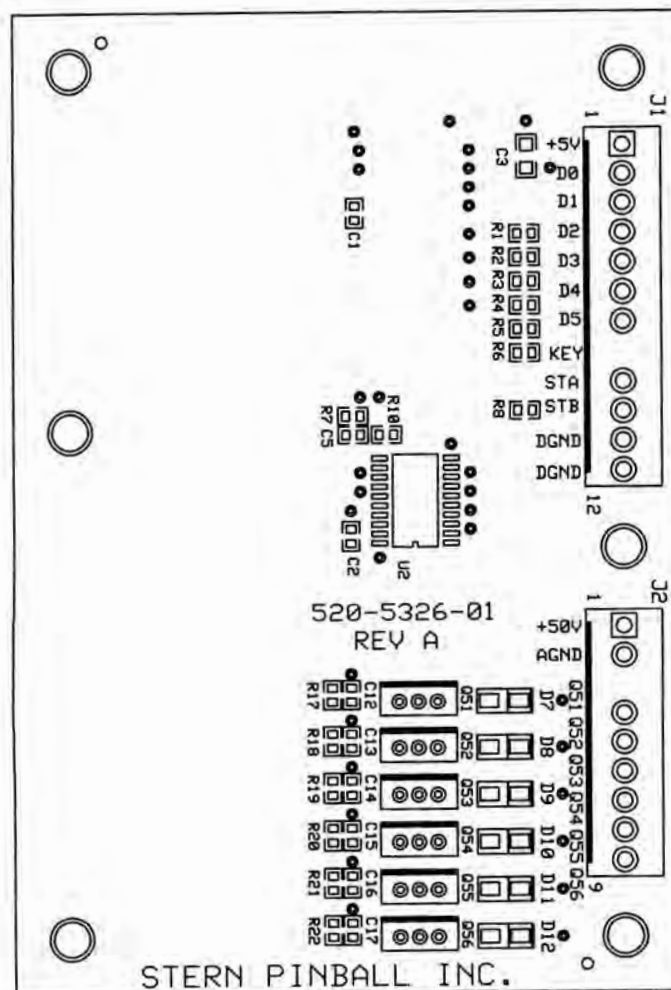 J1
1
+5V
C3
D0
D1
C1
R1
D2
R2
D3
R3
R4
D4
R5
D5
R6
KEY
STA
R8
STB
R7
R10
C5
DGND
DGND
12
C2
U2
J2
1
520-5326-01
REV A
+50V
AGND
R17 C12 Q51 D7 Q51
R18 C13 Q52 D8 Q52
R19 C14 Q53 D9 Q53
R20 C15 Q54 D10 Q54
R21 C16 Q55 D11 Q55
R22 C17 Q56 D12 Q56
9
STERN PINBALL INC.